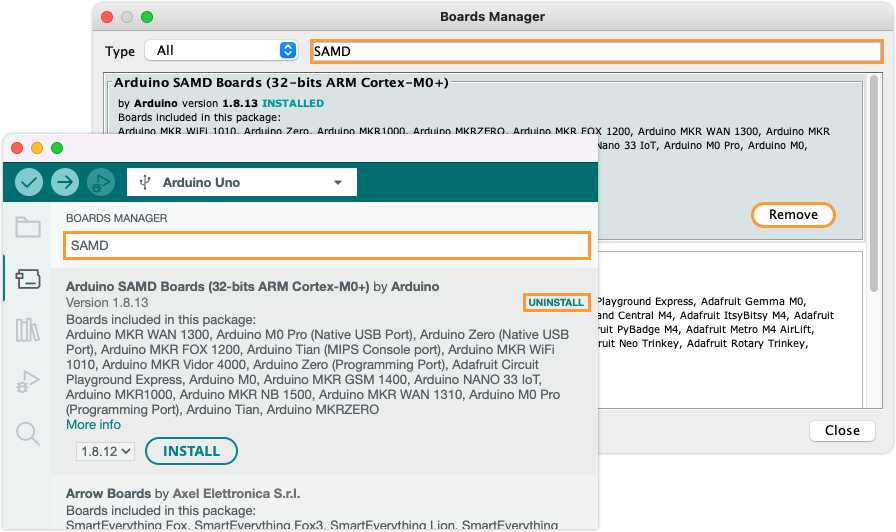 Boards Manager
Type All SAMD
Arduino SAMD Boards (32-bits ARM Cortex-M0+)
by Arduino version 1.8.13 INSTALLED
Boards included in this package:
Arduino MKR WiFi 1010, Arduino Zero, Arduino MKR1000, Arduino MKRZERO, Arduino MKR FOX 1200, Arduino MKR WAN 1300, Arduino MKR
Nano 33 IoT, Arduino M0 Pro, Arduino M0,
Remove
Playground Express, Adafruit Gemma M0,
and Central M4, Adafruit ItsyBitsy M4, Adafruit
PyBadge M4, Adafruit Metro M4 AirLift,
Neo Trinkey, Adafruit Rotary Trinkey,
Close
Arduino Uno
BOARDS MANAGER
SAMD
Arduino SAMD Boards (32-bits ARM Cortex-M0+) by Arduino
Version 1.8.13
UNINSTALL
Boards included in this package:
Arduino MKR WAN 1300, Arduino M0 Pro (Native USB Port), Arduino Zero (Native USB
Port), Arduino MKR FOX 1200, Arduino Tian (MIPS Console port), Arduino MKR WiFi
1010, Arduino MKR Vidor 4000, Arduino Zero (Programming Port), Adafruit Circuit
Playground Express, Arduino M0, Arduino MKR GSM 1400, Arduino NANO 33 IoT,
Arduino MKR1000, Arduino MKR NB 1500, Arduino MKR WAN 1310, Arduino M0 Pro
(Programming Port), Arduino Tian, Arduino MKRZERO
More info
1.8.12 INSTALL
Arrow Boards by Axel Elettronica S.r.l.
Boards included in this package:
SmartEverything Fox, SmartEverything Fox3, SmartEverything Lion, SmartEverything